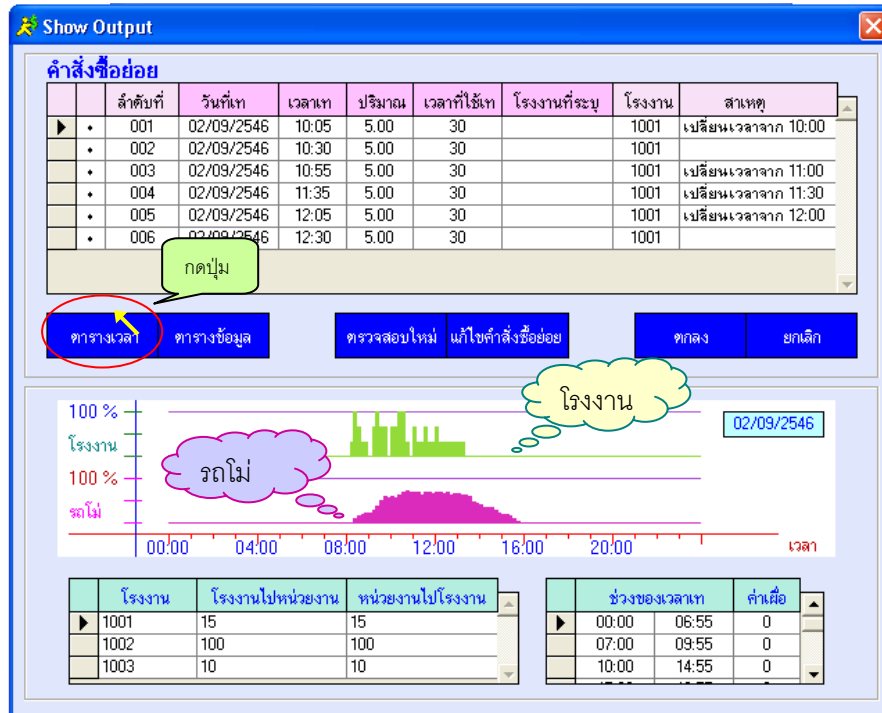 Show Output
คำสั่งซื้อย่อย
ลำดับที่ วันที่เท เวลาเท ปริมาณ เวลาที่ใช้เท โรงงานที่ระบุ โรงงาน สาเหตุ
001 02/09/2546 10:05 5.00 30 1001 เปลี่ยนเวลาจาก 10:00
002 02/09/2546 10:30 5.00 30 1001
003 02/09/2546 10:55 5.00 30 1001 เปลี่ยนเวลาจาก 11:00
004 02/09/2546 11:35 5.00 30 1001 เปลี่ยนเวลาจาก 11:30
005 02/09/2546 12:05 5.00 30 1001 เปลี่ยนเวลาจาก 12:00
006 02/09/2546 12:30 5.00 30 1001
กดปุ่ม
ตารางเวลา ตารางข้อมูล ตรวจสอบใหม่ แก้ไขคำสั่งซื้อย่อย ตกลง ยกเลิก
100 %
โรงงาน
02/09/2546
โรงงาน
100 %
รถโม่
รถโม่
00:00 04:00 08:00 12:00 16:00 20:00 เวลา
โรงงาน โรงงานไปหน่วยงาน หน่วยงานไปโรงงาน
1001 15 15
1002 100 100
1003 10 10
ช่วงของเวลาเท ค่าเผื่อ
00:00 06:55 0
07:00 09:55 0
10:00 14:55 0